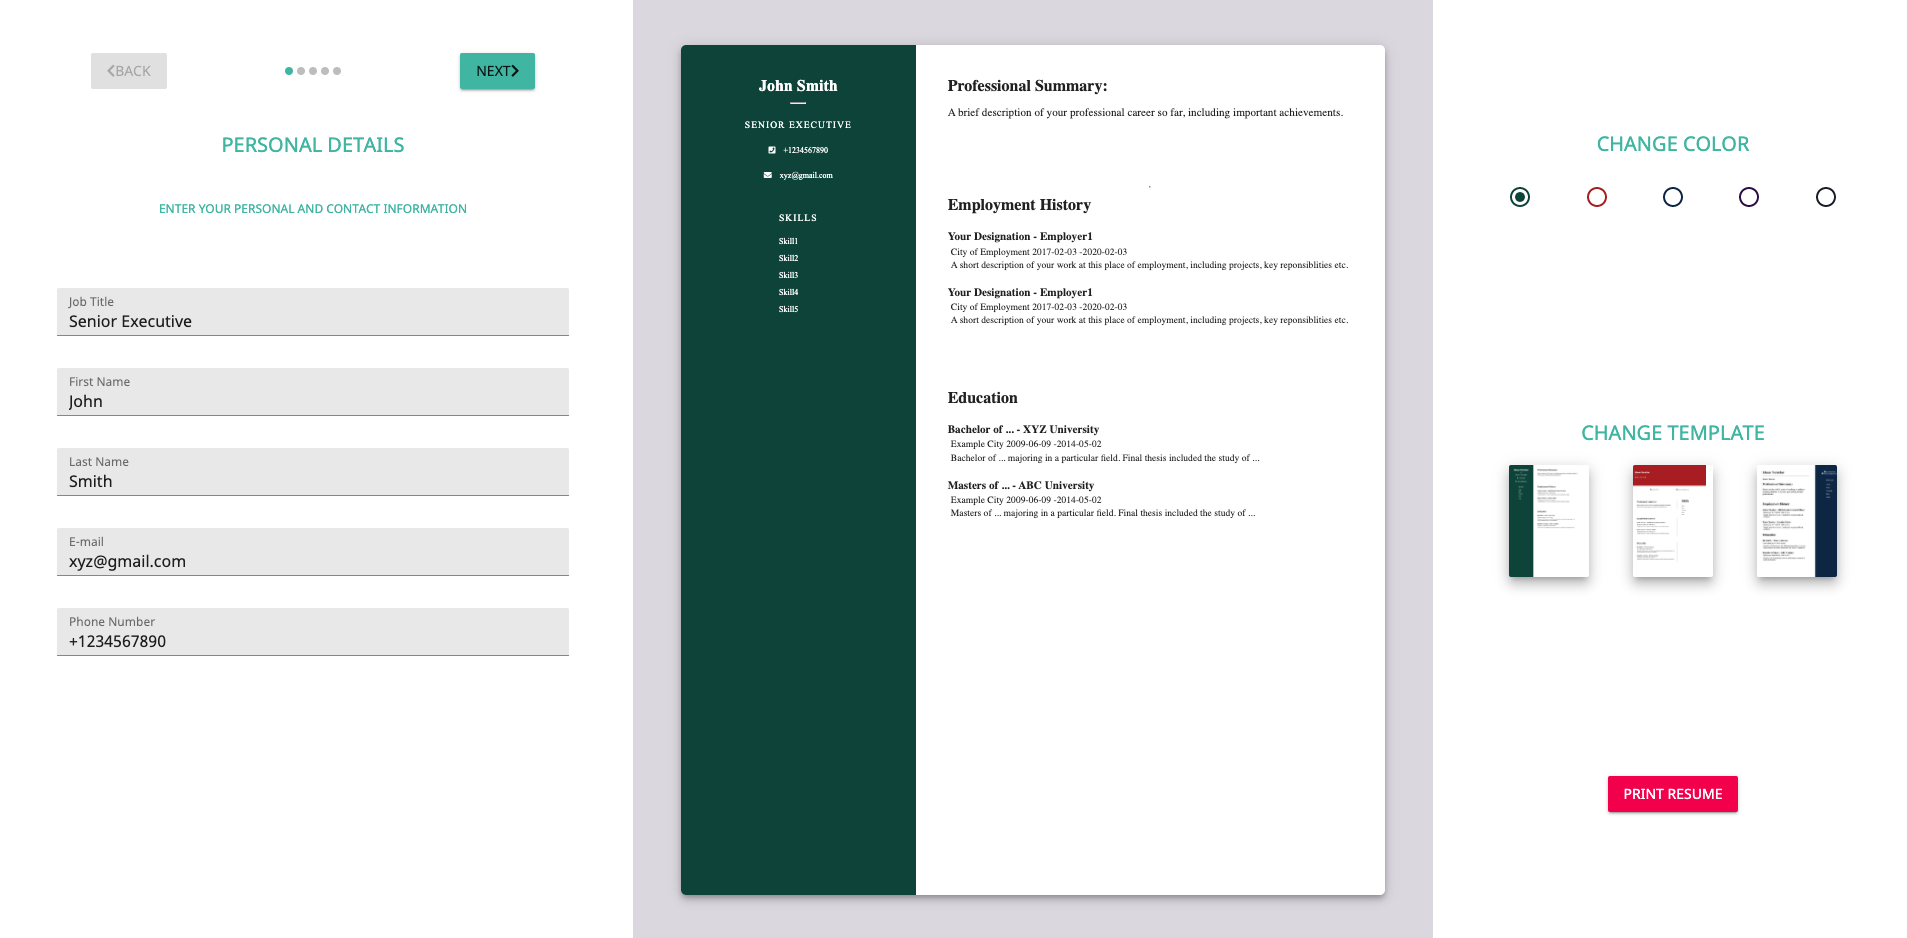 BACK
NEXT
PERSONAL DETAILS
ENTER YOUR PERSONAL AND CONTACT INFORMATION
Job Title
Senior Executive
First Name
John
Last Name
Smith
E-mail
xyz@gmail.com
Phone Number
+1234567890
John Smith
SENIOR EXECUTIVE
+1234567890
xyz@gmail.com
SKILLS
Skill1
Skill2
Skill3
Skill4
Skill5
Professional Summary:
A brief description of your professional career so far, including important achievements.
Employment History
Your Designation - Employer1
City of Employment 2017-02-03 -2020-02-03
A short description of your work at this place of employment, including projects, key reponsiblities etc.
Your Designation - Employer1
City of Employment 2017-02-03 -2020-02-03
A short description of your work at this place of employment, including projects, key reponsiblities etc.
Education
Bachelor of ... - XYZ University
Example City 2009-06-09 -2014-05-02
Bachelor of ... majoring in a particular field. Final thesis included the study of ...
Masters of ... - ABC University
Example City 2009-06-09 -2014-05-02
Masters of ... majoring in a particular field. Final thesis included the study of ...
CHANGE COLOR
CHANGE TEMPLATE
PRINT RESUME